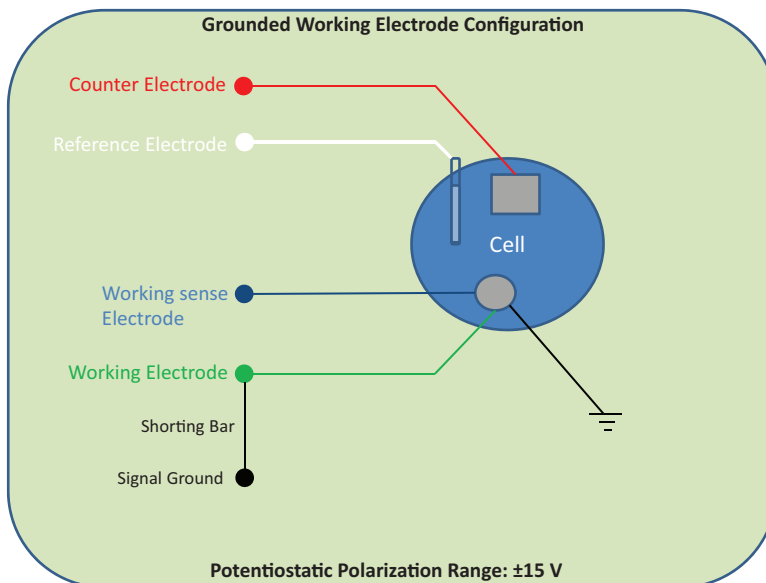 Grounded Working Electrode Configuration
Counter Electrode
Reference Electrode
Cell
Working sense
Electrode
Working Electrode
Shorting Bar
Signal Ground
Potentiostatic Polarization Range: ±15 V